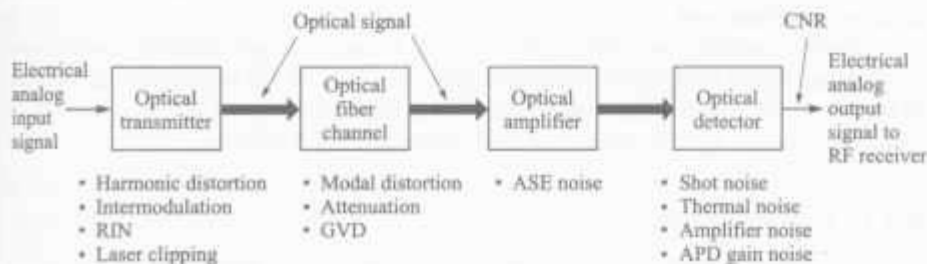 Optical signal
CNR
Electrical
analog
input
signal
Optical
transmitter
Optical
fiber
channel
Optical
amplifier
Optical
detector
Electrical
analog
output
signal to
RF receiver
• Harmonic distortion
• Intermodulation
• RIN
• Laser clipping
• Modal distortion
• Attenuation
• GVD
• ASE noise
• Shot noise
• Thermal noise
• Amplifier noise
• APD gain noise